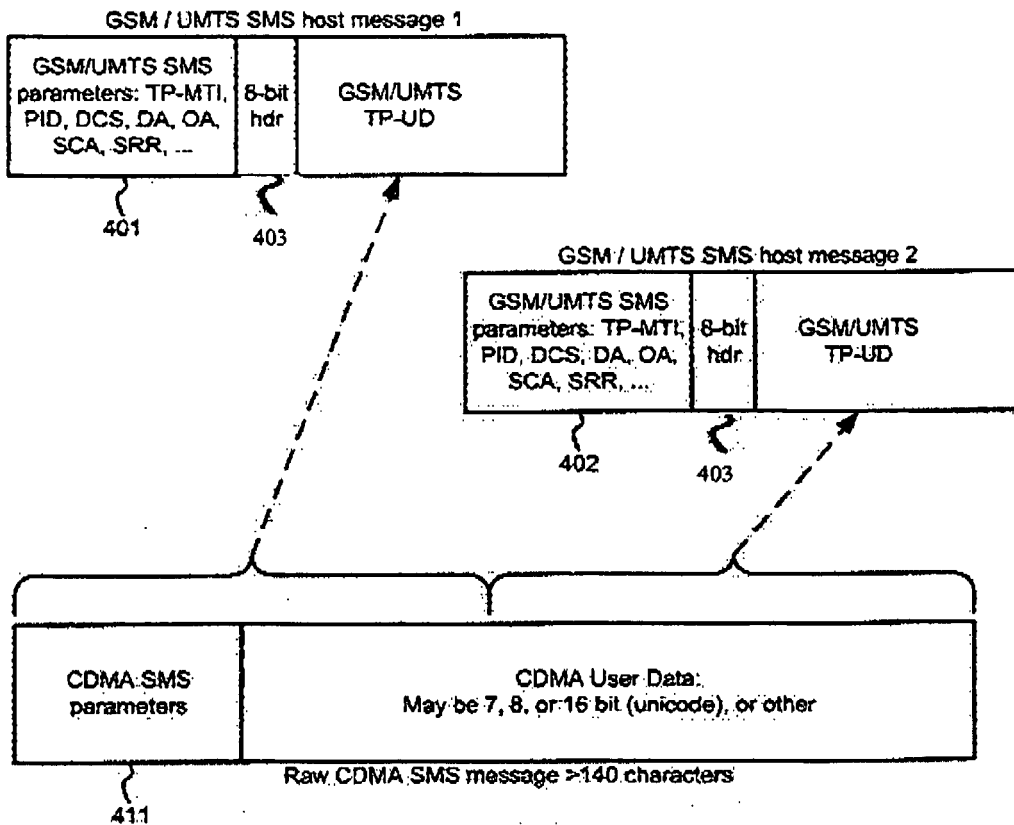 GSM / UMTS SMS host message 1
GSM/UMTS SMS
parameters: TP-MTI,
PID, DCS, DA, OA,
SCA, SRR, ...
8-bit
hdr
GSM/UMTS
TP-UD
401
403
GSM / UMTS SMS host message 2
GSM/UMTS SMS
parameters: TP-MTI,
PID, DCS, DA, OA,
SCA, SRR, ...
8-bit
hdr
GSM/UMTS
TP-UD
402
403
CDMA SMS
parameters
CDMA User Data:
May be 7, 8, or 16 bit (unicode), or other
Raw CDMA SMS message >140 characters
411